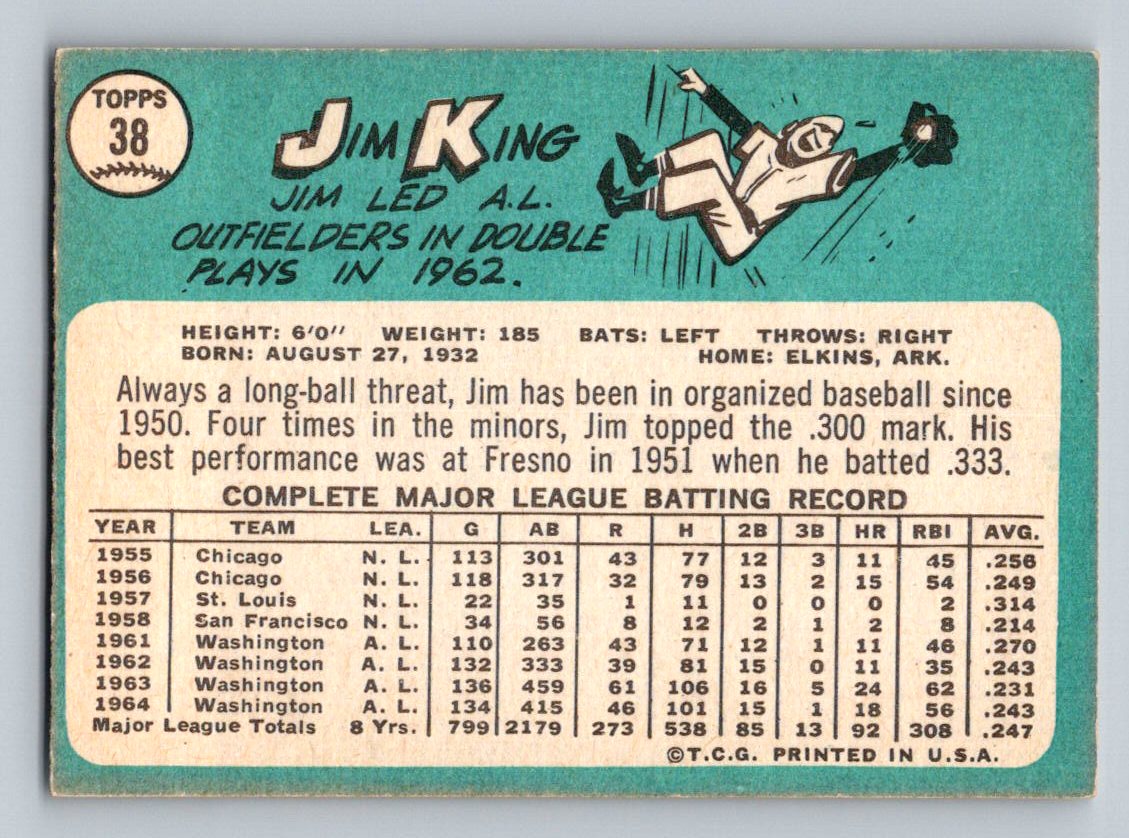 TOPPS
38
JIM KING
JIM LED A.L.
OUTFIELDERS IN DOUBLE
PLAYS IN 1962.
HEIGHT: 6'0" WEIGHT: 185 BATS: LEFT THROWS: RIGHT
BORN: AUGUST 27, 1932 HOME: ELKINS, ARK.
Always a long-ball threat, Jim has been in organized baseball since
1950. Four times in the minors, Jim topped the .300 mark. His
best performance was at Fresno in 1951 when he batted .333.
COMPLETE MAJOR LEAGUE BATTING RECORD
YEAR TEAM LEA. G AB R H 2B 3B HR RBI AVG.
1955 Chicago N. L. 113 301 43 77 12 3 11 45 .256
1956 Chicago N. L. 118 317 32 79 13 2 15 54 .249
1957 St. Louis N. L. 22 35 1 11 0 0 0 2 .314
1958 San Francisco N. L. 34 56 8 12 2 1 2 8 .214
1961 Washington A. L. 110 263 43 71 12 1 11 46 .270
1962 Washington A. L. 132 333 39 81 15 0 11 35 .243
1963 Washington A. L. 136 459 61 106 16 5 24 62 .231
1964 Washington A. L. 134 415 46 101 15 1 18 56 .243
Major League Totals 8 Yrs. 799 2179 273 538 85 13 92 308 .247
©T.C.G. PRINTED IN U.S.A.